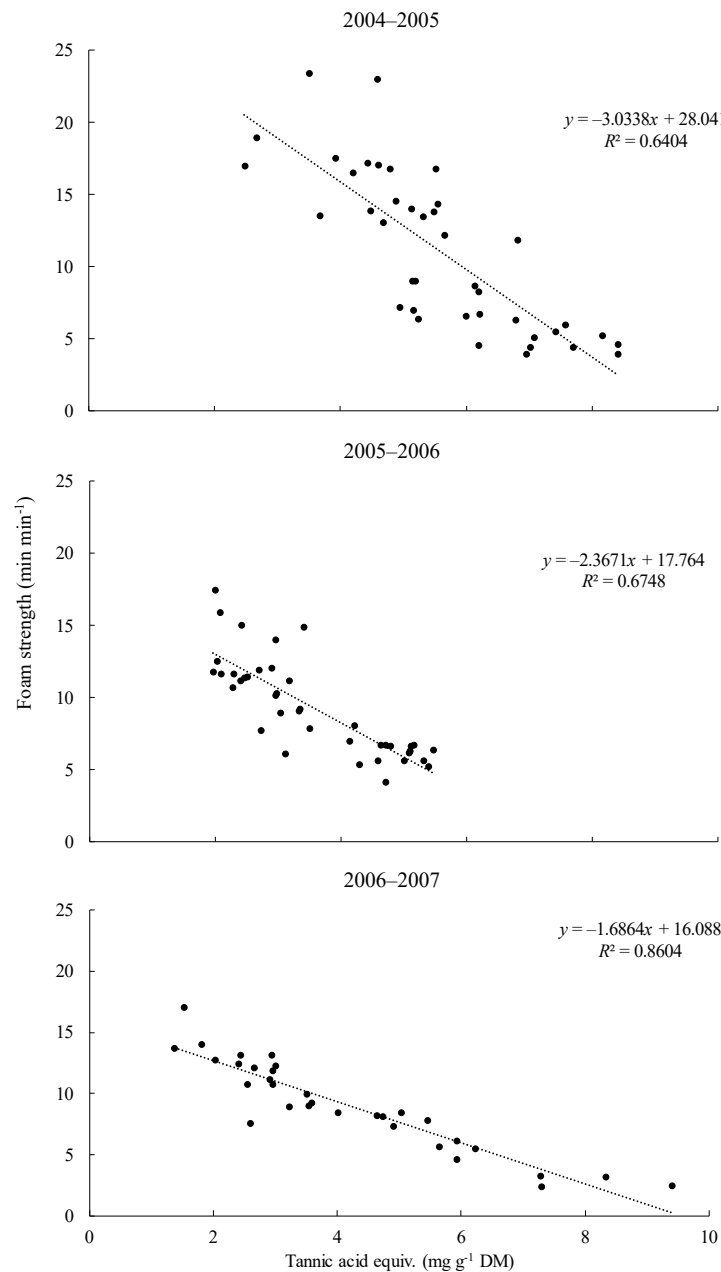 2004–2005
25
20
15
10
5
0
y = –3.0338x + 28.041
R² = 0.6404
2005–2006
25
20
15
10
5
0
y = –2.3671x + 17.764
R² = 0.6748
Foam strength (min min⁻¹)
2006–2007
25
20
15
10
5
0
y = –1.6864x + 16.088
R² = 0.8604
0 2 4 6 8 10
Tannic acid equiv. (mg g⁻¹ DM)